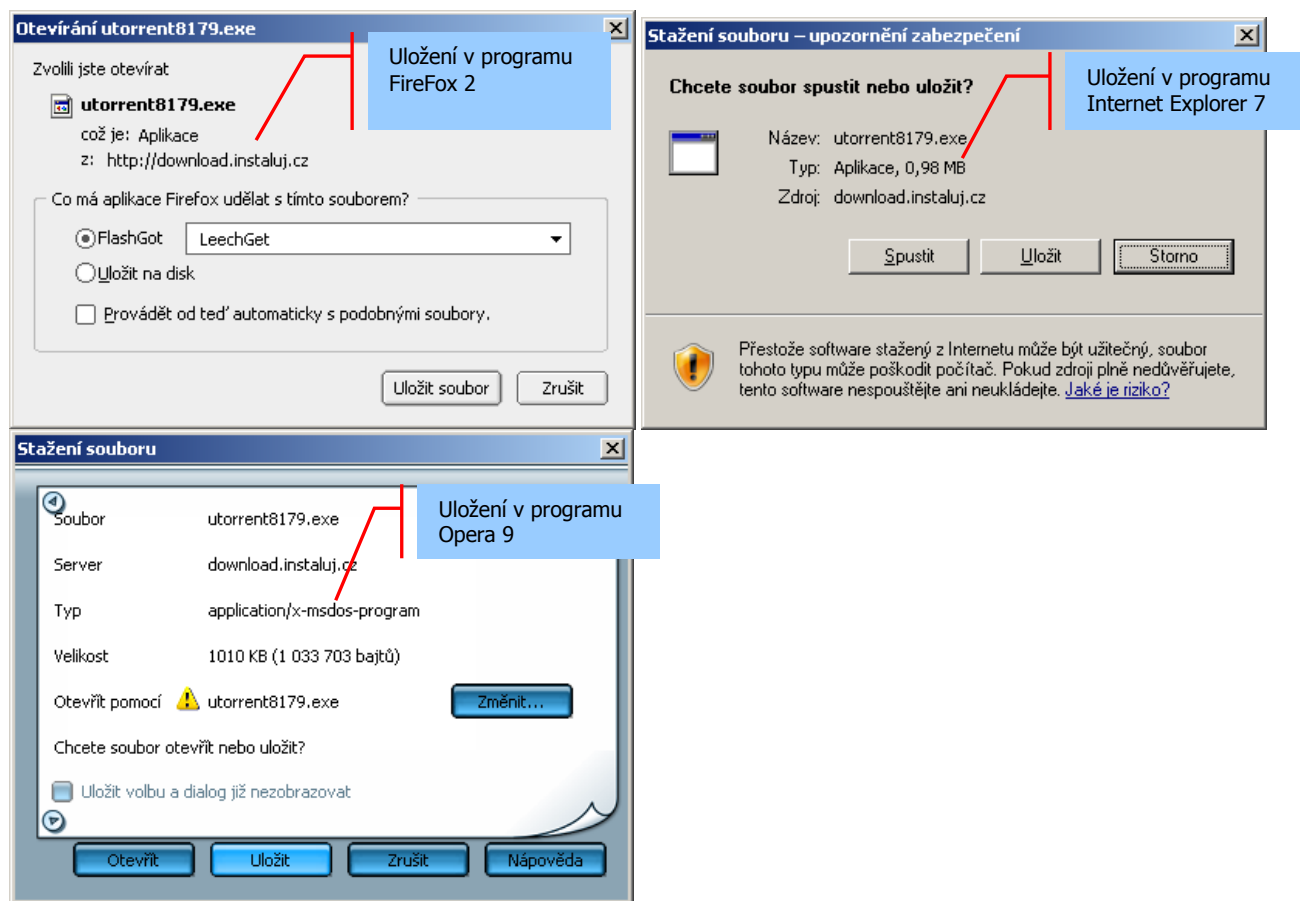 Otevírání utorrent8179.exe
Uložení v programu
FireFox 2
Zvolili jste otevírat
utorrent8179.exe
což je: Aplikace
z: http://download.instaluj.cz
Co má aplikace Firefox udělat s tímto souborem?
FlashGot LeechGet
Uložit na disk
Provádět od teď automaticky s podobnými soubory.
Uložit soubor Zrušit
Stažení souboru – upozornění zabezpečení
Uložení v programu
Internet Explorer 7
Chcete soubor spustit nebo uložit?
Název: utorrent8179.exe
Typ: Aplikace, 0,98 MB
Zdroj: download.instaluj.cz
Spustit Uložit Storno
Přestože software stažený z Internetu může být užitečný, soubor
tohoto typu může poškodit počítač. Pokud zdroji plně nedůvěřujete,
tento software nespouštějte ani neukládejte. Jaké je riziko?
Stažení souboru
Uložení v programu
Opera 9
Soubor utorrent8179.exe
Server download.instaluj.cz
Typ application/x-msdos-program
Velikost 1010 KB (1 033 703 bajtů)
Otevřít pomocí utorrent8179.exe Změnit...
Chcete soubor otevřít nebo uložit?
Uložit volbu a dialog již nezobrazovat
Otevřít Uložit Zrušit Nápověda